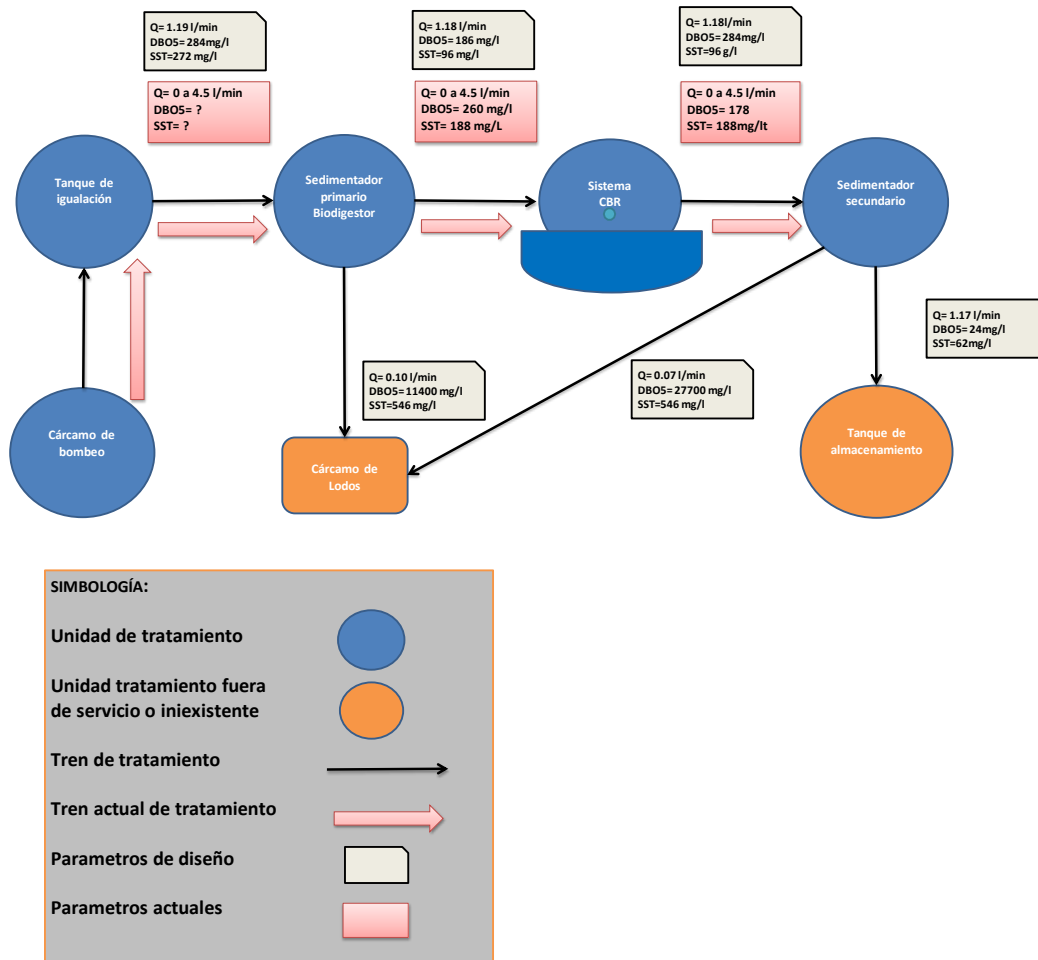 Q= 1.19 l/min
DBO5= 284mg/l
SST=272 mg/l
Q= 1.18 l/min
DBO5= 186 mg/l
SST=96 mg/l
Q= 1.18l/min
DBO5= 284mg/l
SST=96 g/l
Q= 0 a 4.5 l/min
DBO5= ?
SST= ?
Q= 0 a 4.5 l/min
DBO5= 260 mg/l
SST= 188 mg/L
Q= 0 a 4.5 l/min
DBO5= 178
SST= 188mg/lt
Tanque de
igualación
Sedimentador
primario
Biodigestor
Sistema
CBR
Sedimentador
secundario
Q= 1.17 l/min
DBO5= 24mg/l
SST=62mg/l
Q= 0.10 l/min
DBO5= 11400 mg/l
SST=546 mg/l
Q= 0.07 l/min
DBO5= 27700 mg/l
SST=546 mg/l
Cárcamo de
bombeo
Cárcamo de
Lodos
Tanque de
almacenamiento
SIMBOLOGÍA:
Unidad de tratamiento
Unidad tratamiento fuera
de servicio o iniexistente
Tren de tratamiento
Tren actual de tratamiento
Parametros de diseño
Parametros actuales